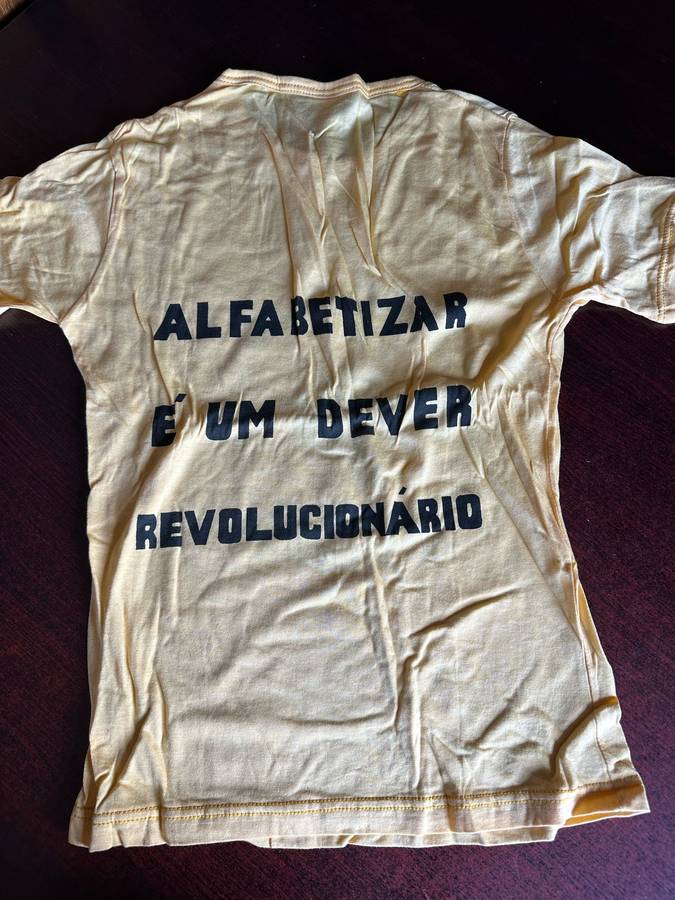 ALFABETIZAR
É UM DEVER
REVOLUCIONÁRIO